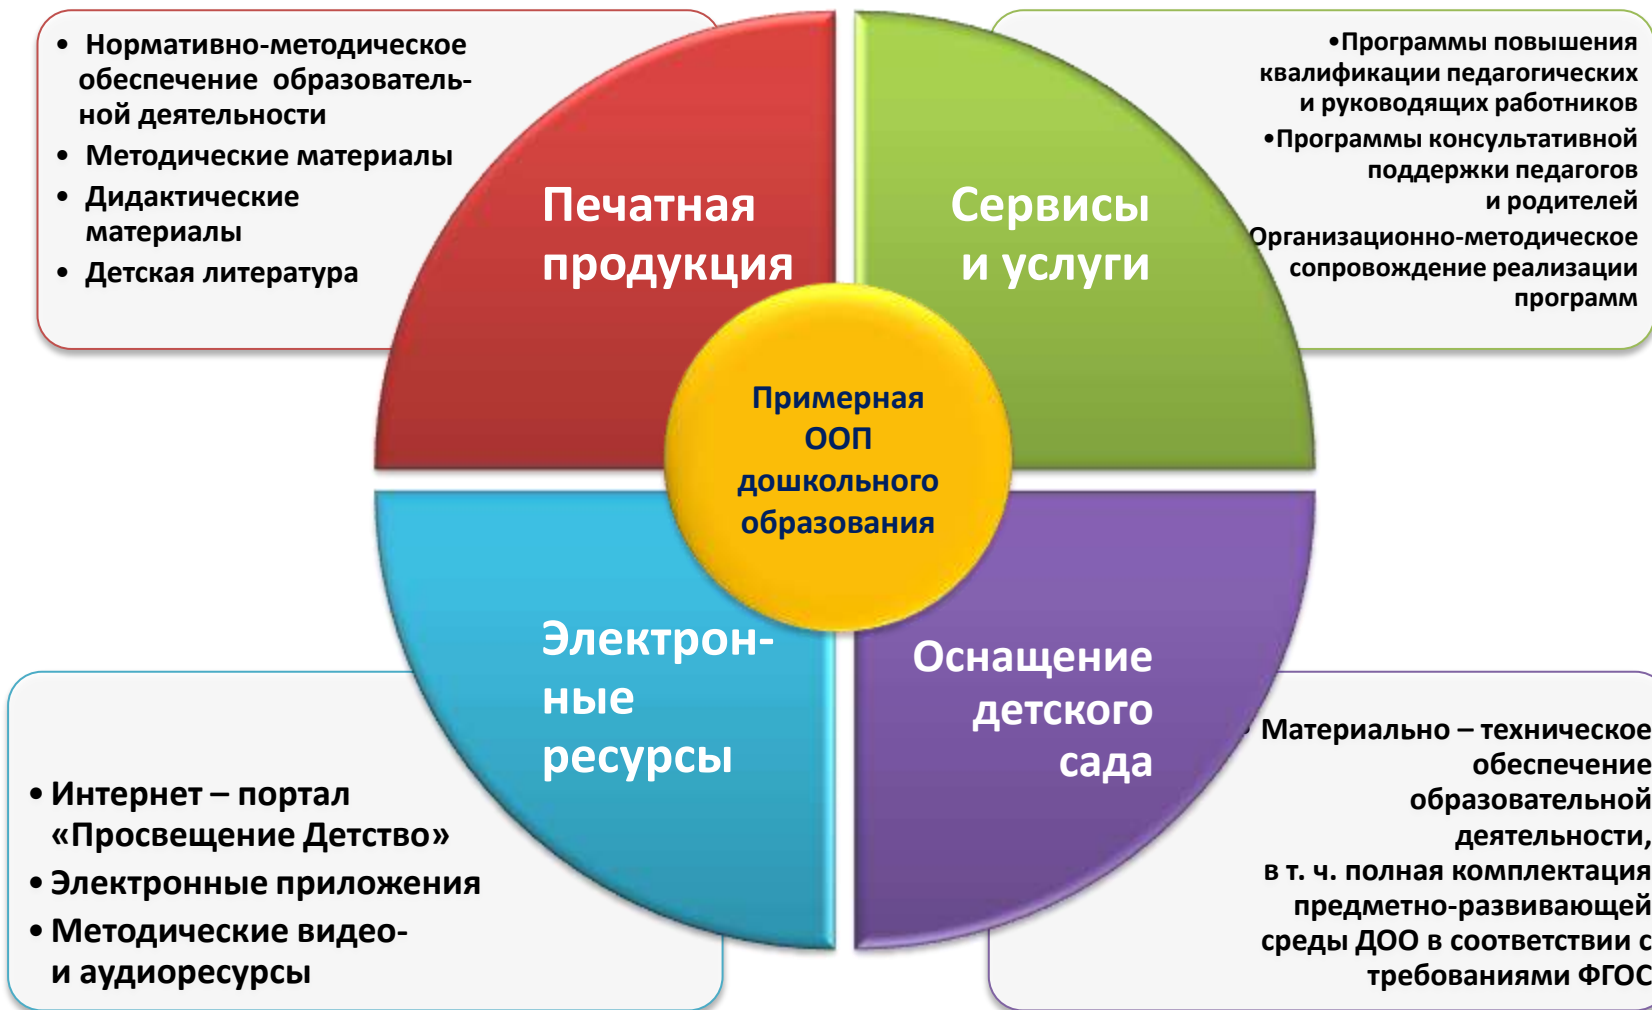 • Нормативно-методическое
обеспечение образователь-
ной деятельности
• Методические материалы
• Дидактические
материалы
• Детская литература
Печатная
продукция
Сервисы
и услуги
•Программы повышения
квалификации педагогических
и руководящих работников
•Программы консультативной
поддержки педагогов
и родителей
Организационно-методическое
сопровождение реализации
программ
Примерная
ООП
дошкольного
образования
Электрон-
ные
ресурсы
Оснащение
детского
сада
• Интернет – портал
«Просвещение Детство»
• Электронные приложения
• Методические видео-
и аудиоресурсы
• Материально – техническое
обеспечение
образовательной
деятельности,
в т. ч. полная комплектация
предметно-развивающей
среды ДОО в соответствии с
требованиями ФГОС